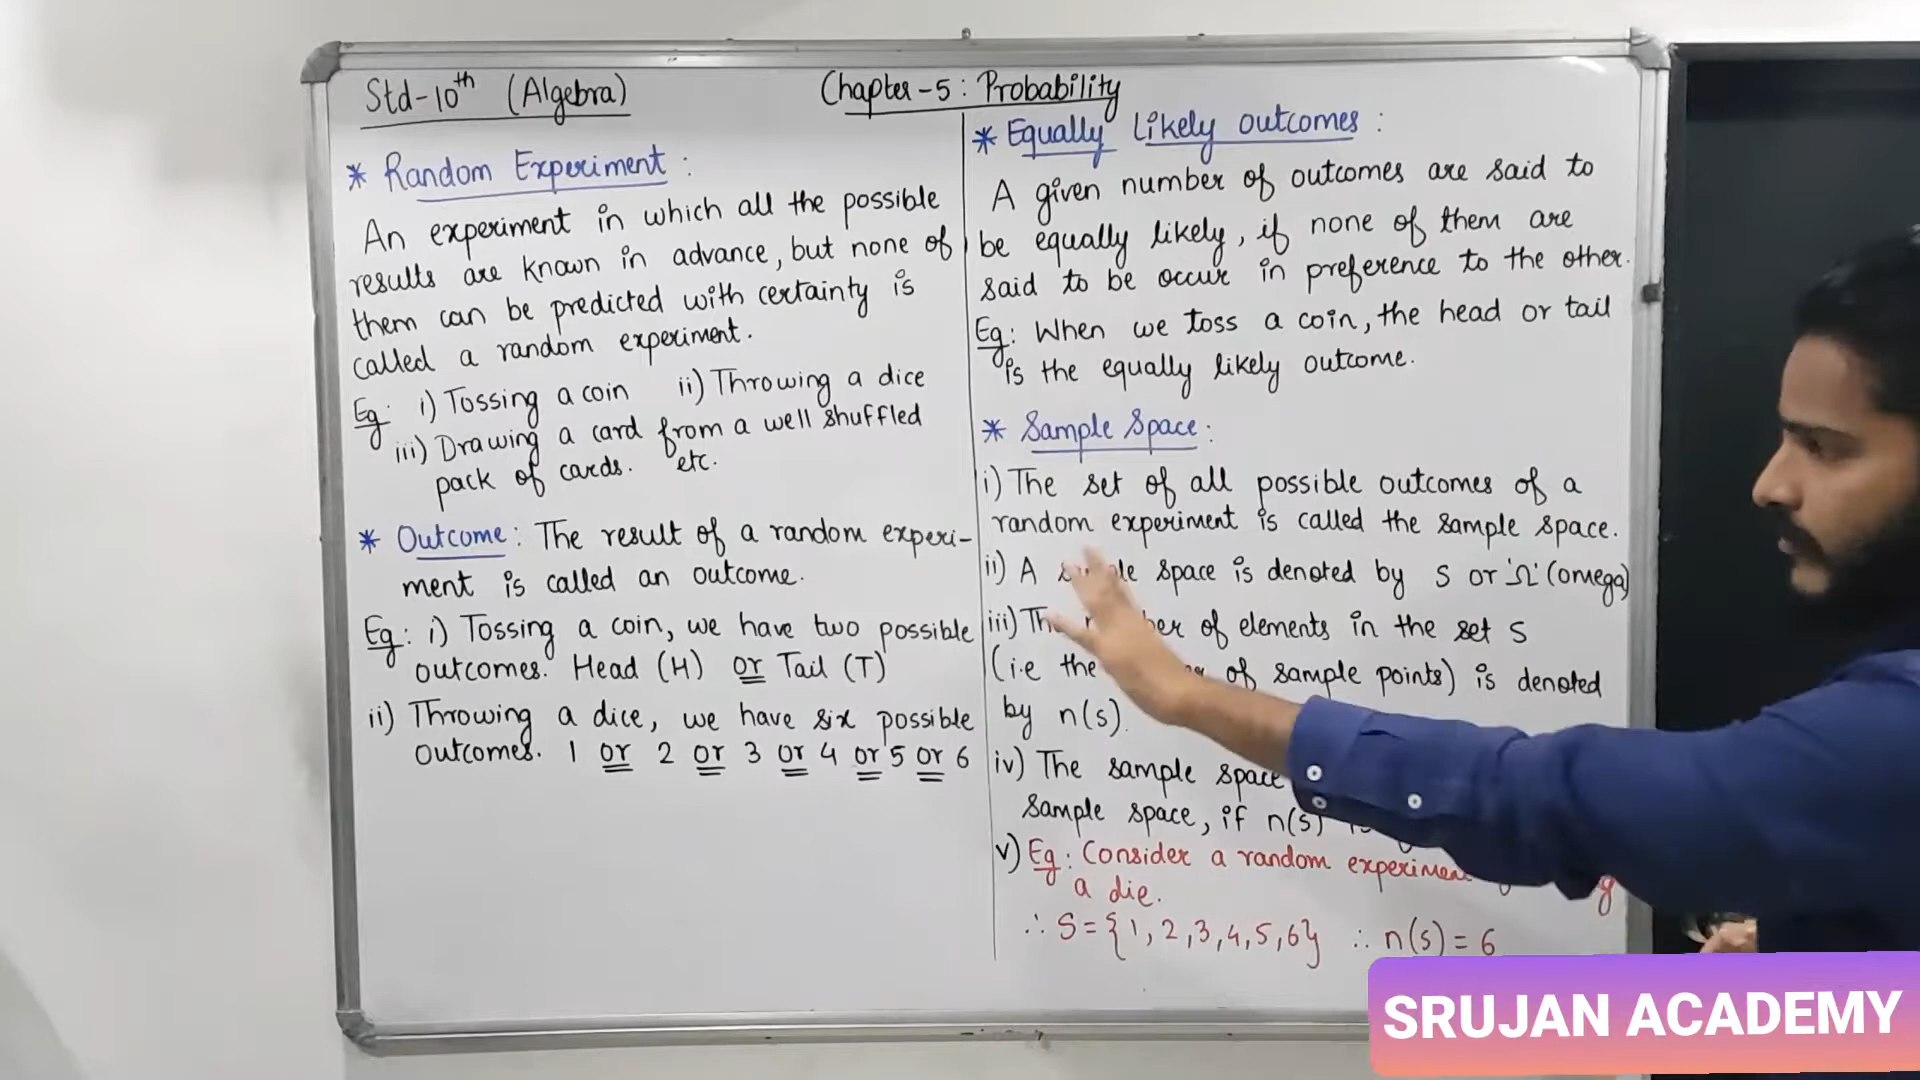 Std-10th (Algebra)
Chapter-5: Probability
* Random Experiment:
An experiment in which all the possible
results are known in advance, but none of
them can be predicted with certainty is
called a random experiment.
Eg: i) Tossing a coin ii) Throwing a dice
iii) Drawing a card from a well shuffled
pack of cards. etc.
* Outcome: The result of a random experi-
ment is called an outcome.
Eg: i) Tossing a coin, we have two possible
outcomes. Head (H) or Tail (T)
ii) Throwing a dice, we have six possible
outcomes. 1 or 2 or 3 or 4 or 5 or 6
* Equally Likely outcomes:
A given number of outcomes are said to
be equally likely, if none of them are
said to be occur in preference to the other.
Eg: When we toss a coin, the head or tail
is the equally likely outcome.
* Sample Space:
i) The set of all possible outcomes of a
random experiment is called the sample space.
ii) A space is denoted by S or 'Ω' (omega)
iii) of elements in the set S
(i.e the of sample points) is denoted
by n(s).
iv) The sample space
sample space, if n(s)
v) Eg: Consider a random experiment
a die.
∴ S = {1, 2, 3, 4, 5, 6} ∴ n(s) = 6
SRUJAN ACADEMY